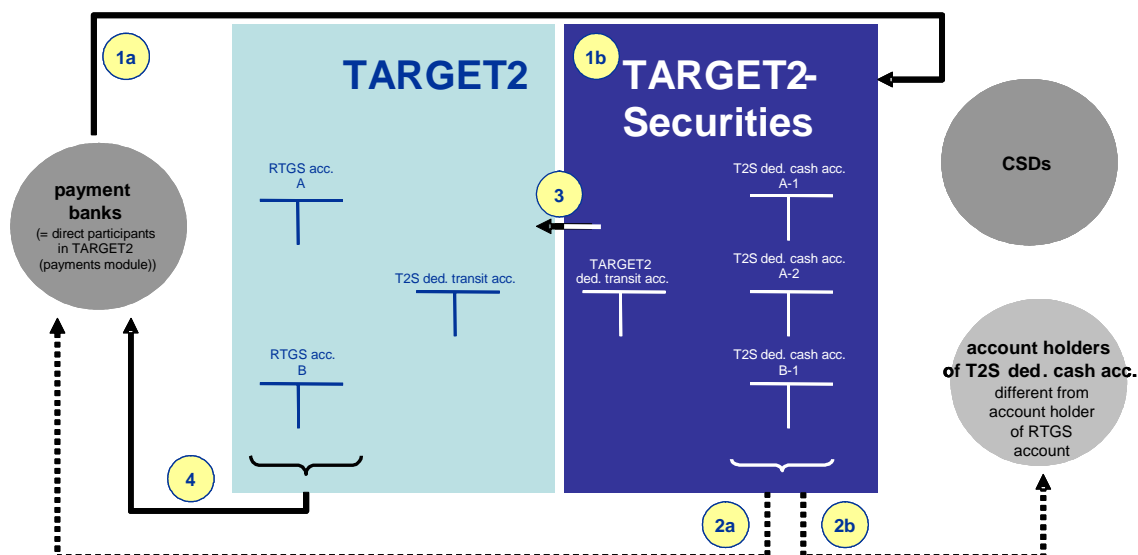 1a
TARGET2
1b
TARGET2-
Securities
payment
banks
(= direct participants
in TARGET2
(payments module))
RTGS acc.
A
3
T2S ded. cash acc.
A-1
CSDs
T2S ded. transit acc.
TARGET2
ded. transit acc.
T2S ded. cash acc.
A-2
RTGS acc.
B
T2S ded. cash acc.
B-1
account holders
of T2S ded. cash acc.
different from
account holder
of RTGS
account
4
2a
2b